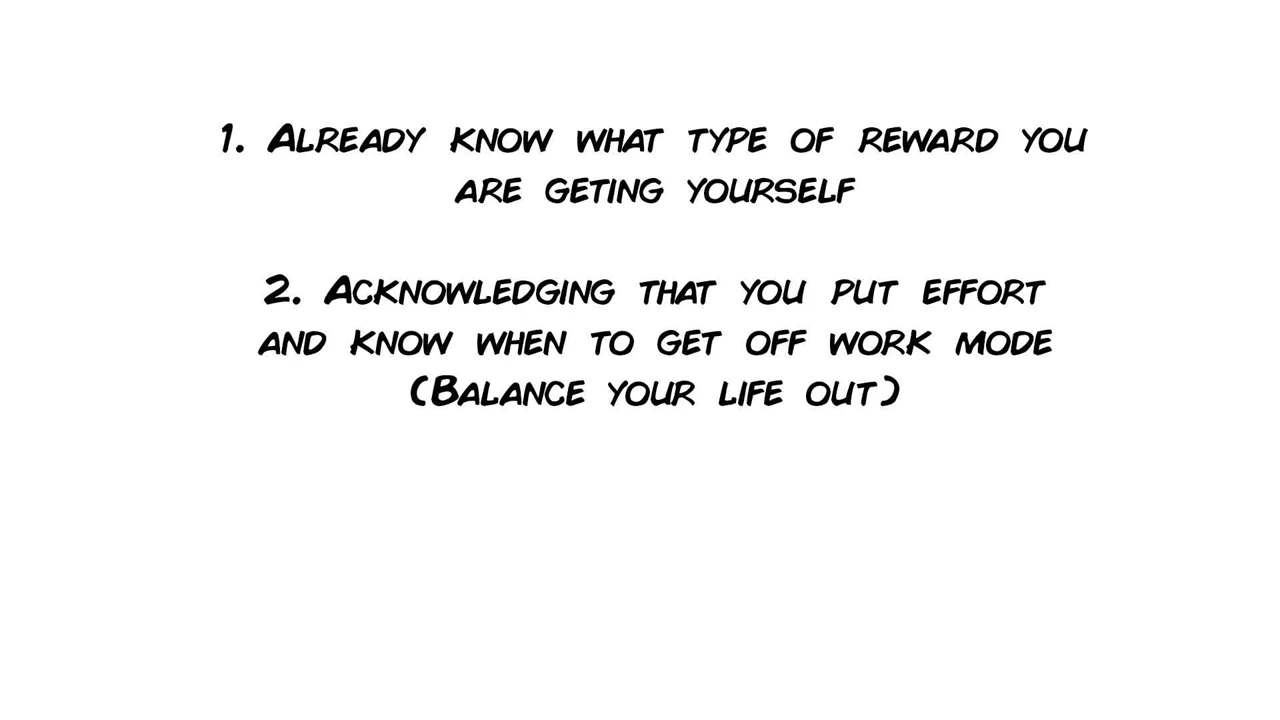 1. Already know what type of reward you
are geting yourself
2. Acknowledging that you put effort
and know when to get off work mode
(Balance your life out)